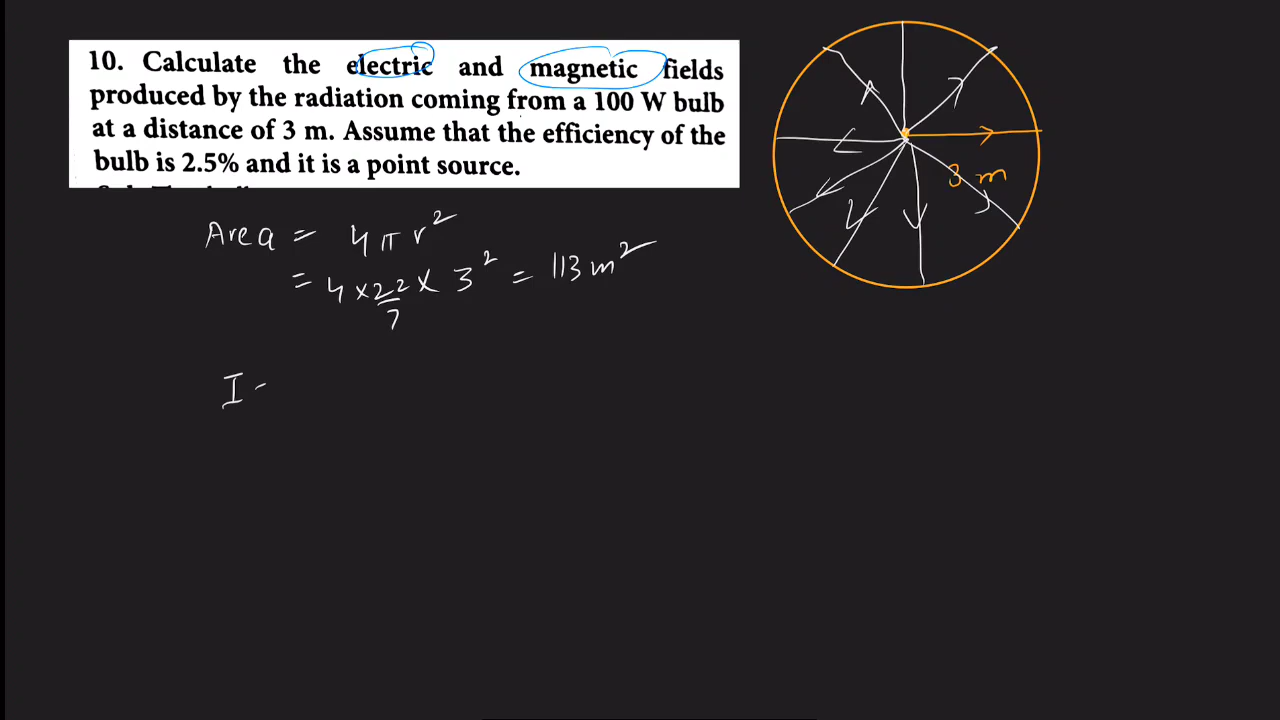 10. Calculate the electric and magnetic fields
produced by the radiation coming from a 100 W bulb
at a distance of 3 m. Assume that the efficiency of the
bulb is 2.5% and it is a point source.
3 m
Area = 4 π r²
= 4 × 22/7 × 3² = 113 m²
I -